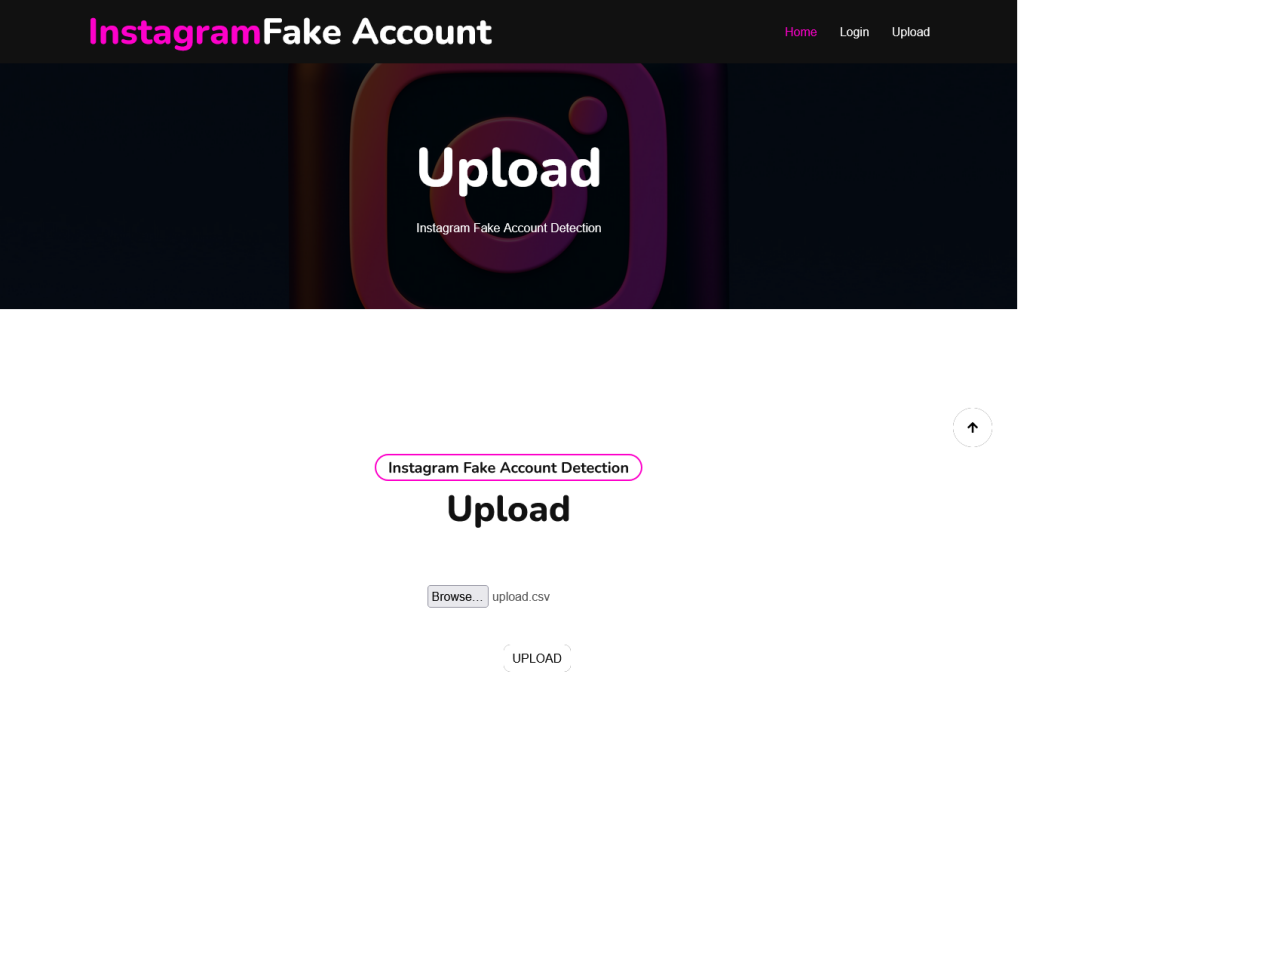 InstagramFake Account
Home Login Upload
Upload
Instagram Fake Account Detection
Instagram Fake Account Detection
Upload
Browse... upload.csv
UPLOAD